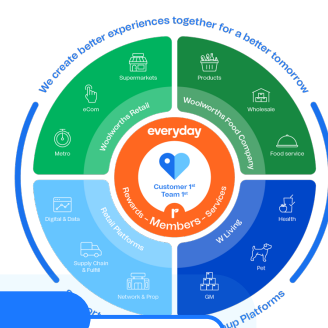 We create better experiences together for a better tomorrow
Supermarkets
eCom
Metro
Woolworths Retail
Products
Wholesale
Food service
Woolworths Food Company
everyday
Customer 1st
Team 1st
Rewards - Members - Services
Retail Platforms
Digital & Data
Supply Chain
& Fulfil
Network & Prop
W Living
Health
Pet
GM
Platforms